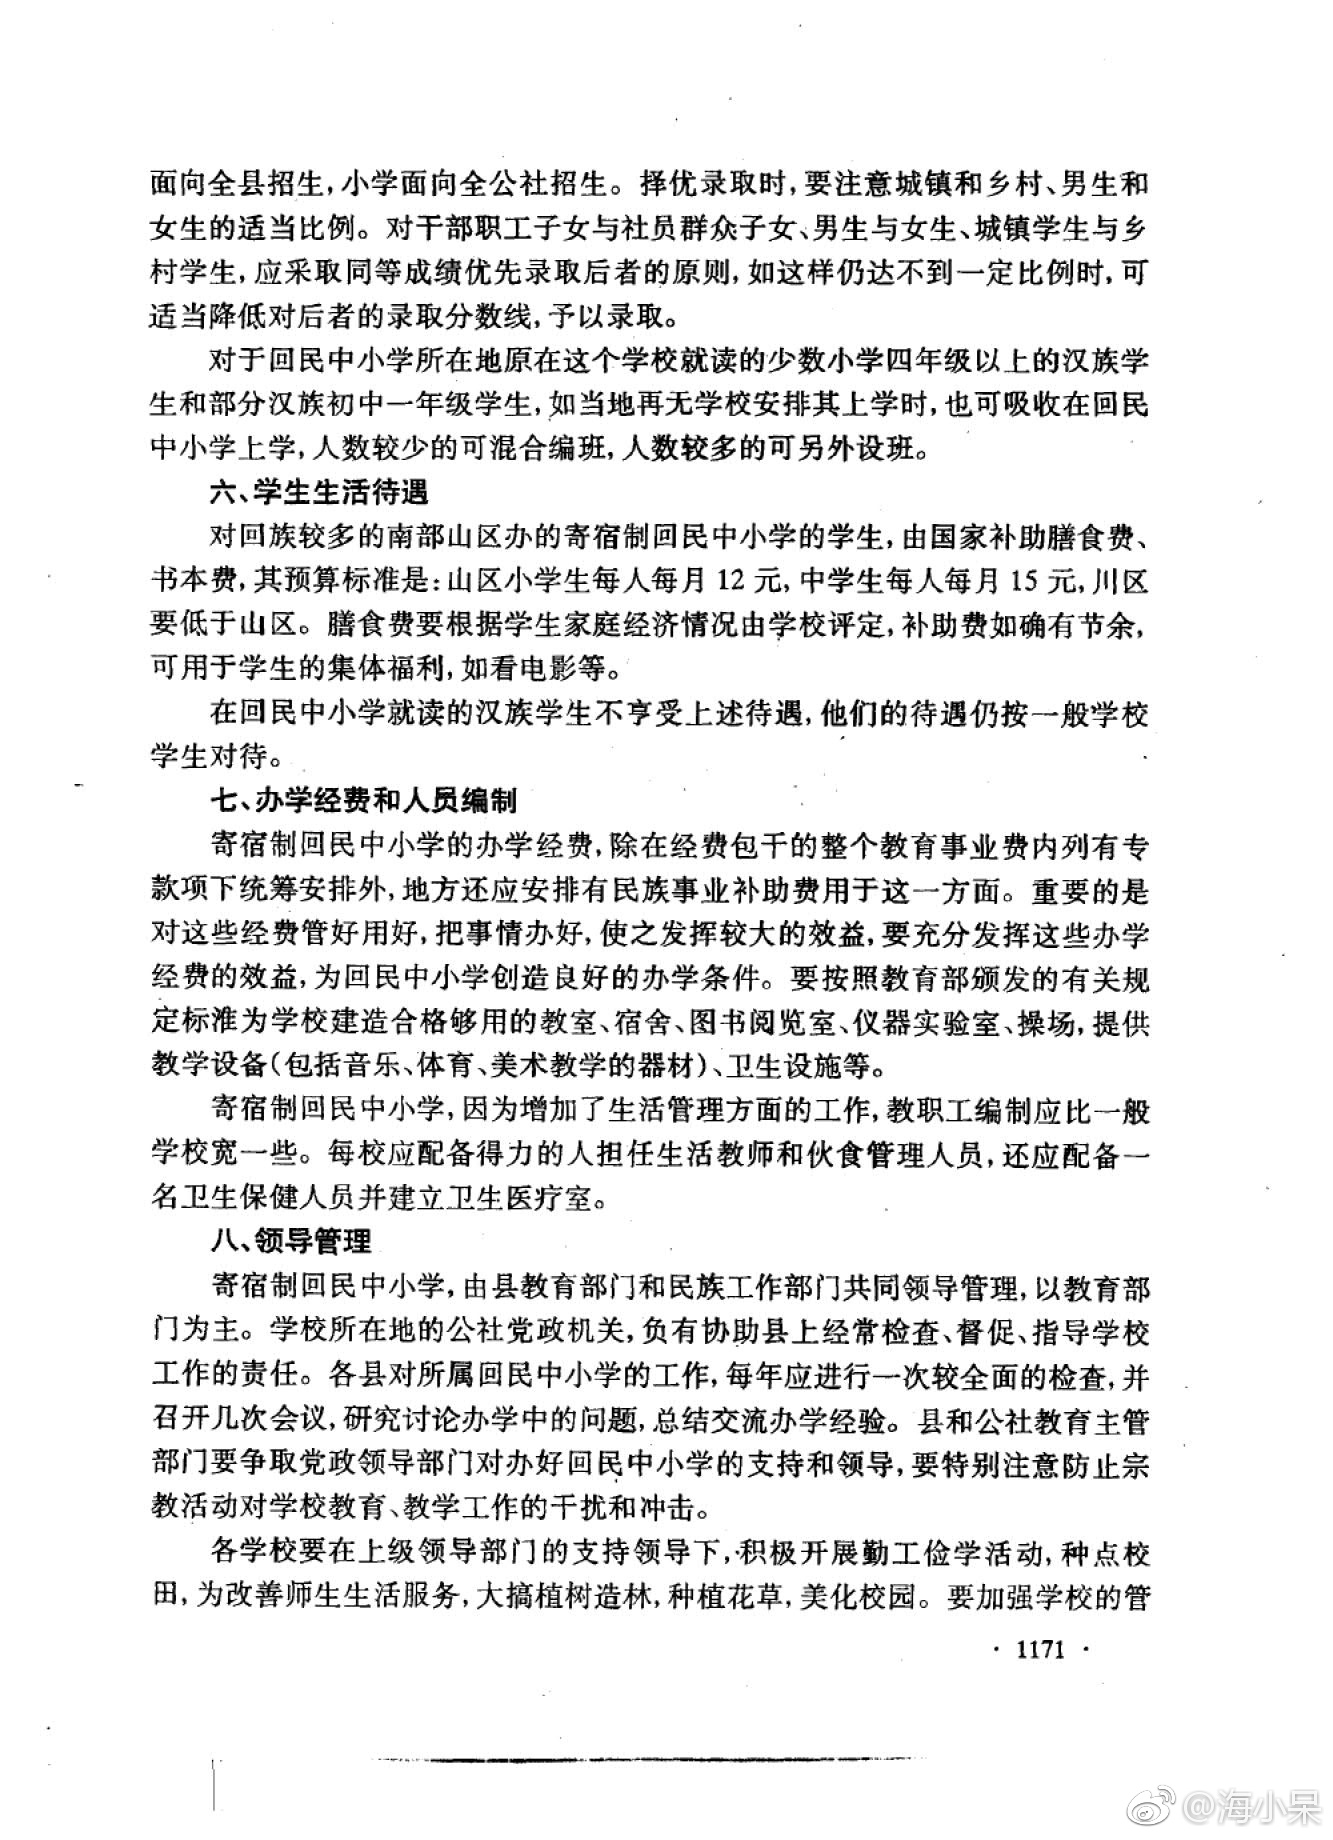 面向全县招生,小学面向全公社招生。择优录取时,要注意城镇和乡村、男生和
女生的适当比例。对干部职工子女与社员群众子女、男生与女生、城镇学生与乡
村学生,应采取同等成绩优先录取后者的原则,如这样仍达不到一定比例时,可
适当降低对后者的录取分数线,予以录取。
对于回民中小学所在地原在这个学校就读的少数小学四年级以上的汉族学
生和部分汉族初中一年级学生,如当地再无学校安排其上学时,也可吸收在回民
中小学上学,人数较少的可混合编班,人数较多的可另外设班。
六、学生生活待遇
对回族较多的南部山区办的寄宿制回民中小学的学生,由国家补助膳食费、
书本费,其预算标准是:山区小学生每人每月 12 元,中学生每人每月 15 元,川区
要低于山区。膳食费要根据学生家庭经济情况由学校评定,补助费如确有节余,
可用于学生的集体福利,如看电影等。
在回民中小学就读的汉族学生不享受上述待遇,他们的待遇仍按一般学校
学生对待。
七、办学经费和人员编制
寄宿制回民中小学的办学经费,除在经费包干的整个教育事业费内列有专
款项下统筹安排外,地方还应安排有民族事业补助费用于这一方面。重要的是
对这些经费管好用好,把事情办好,使之发挥较大的效益,要充分发挥这些办学
经费的效益,为回民中小学创造良好的办学条件。要按照教育部颁发的有关规
定标准为学校建造合格够用的教室、宿舍、图书阅览室、仪器实验室、操场,提供
教学设备(包括音乐、体育、美术教学的器材)、卫生设施等。
寄宿制回民中小学,因为增加了生活管理方面的工作,教职工编制应比一般
学校宽一些。每校应配备得力的人担任生活教师和伙食管理人员,还应配备一
名卫生保健人员并建立卫生医疗室。
八、领导管理
寄宿制回民中小学,由县教育部门和民族工作部门共同领导管理,以教育部
门为主。学校所在地的公社党政机关,负有协助县上经常检查、督促、指导学校
工作的责任。各县对所属回民中小学的工作,每年应进行一次较全面的检查,并
召开几次会议,研究讨论办学中的问题,总结交流办学经验。县和公社教育主管
部门要争取党政领导部门对办好回民中小学的支持和领导,要特别注意防止宗
教活动对学校教育、教学工作的干扰和冲击。
各学校要在上级领导部门的支持领导下,积极开展勤工俭学活动,种点校
田,为改善师生生活服务,大搞植树造林,种植花草,美化校园。要加强学校的管
· 1171 ·
@海小呆